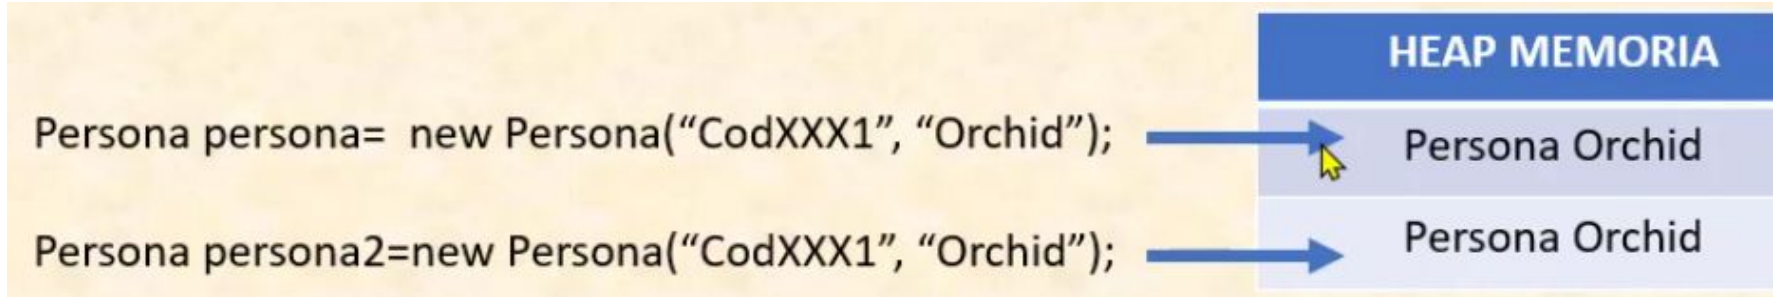 HEAP MEMORIA
Persona persona=  new Persona(“CodXXX1”, “Orchid”);
Persona Orchid
Persona persona2=new Persona(“CodXXX1”, “Orchid”);
Persona Orchid